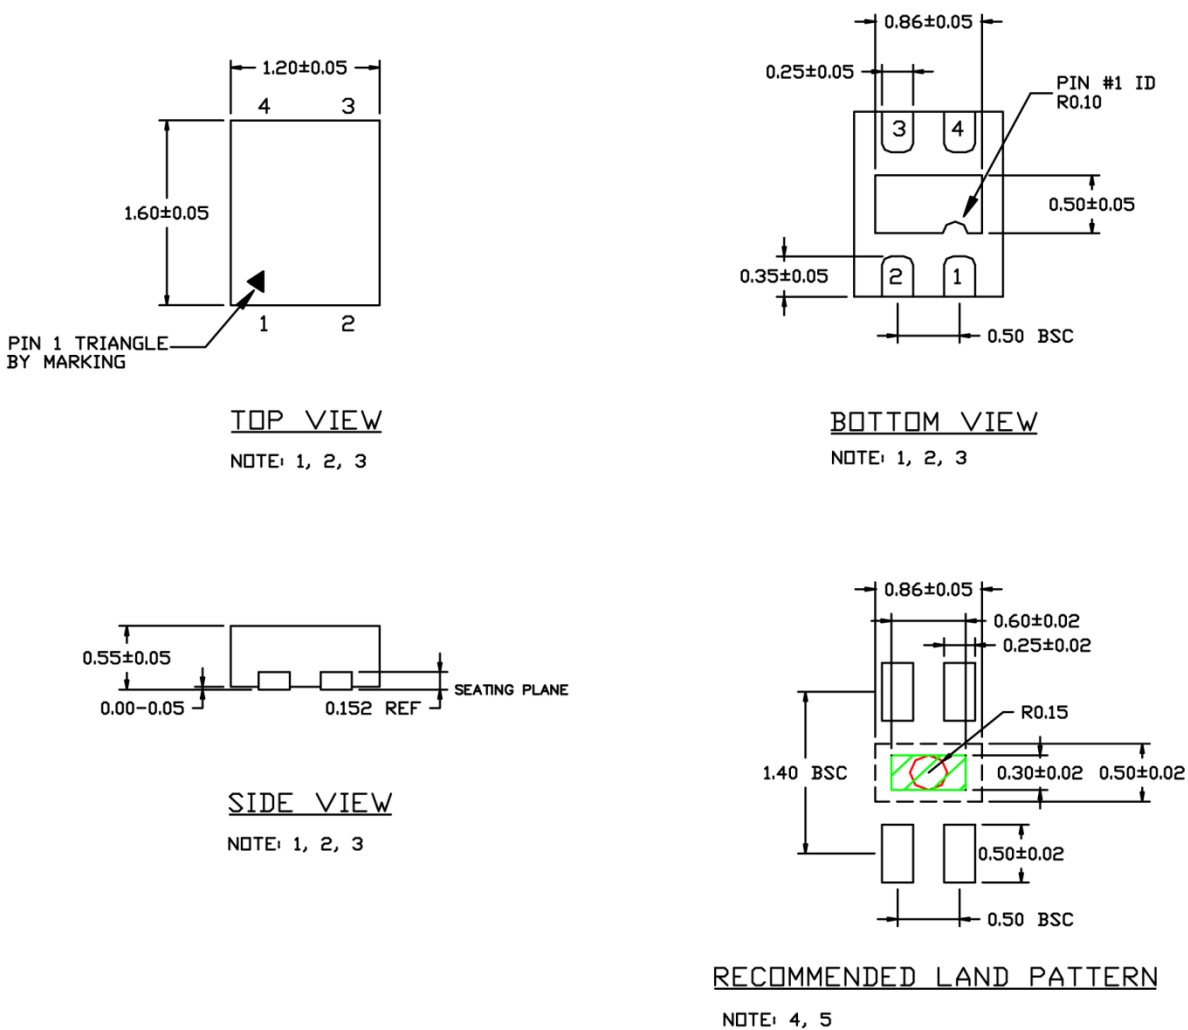 1.20±0.05
4
3
1.60±0.05
1
2
PIN 1 TRIANGLE
BY MARKING
TOP VIEW
NOTE: 1, 2, 3
0.86±0.05
0.25±0.05
PIN #1 ID
R0.10
3
4
0.50±0.05
0.35±0.05
2
1
0.50 BSC
BOTTOM VIEW
NOTE: 1, 2, 3
0.55±0.05
0.00-0.05
0.152 REF
SEATING PLANE
SIDE VIEW
NOTE: 1, 2, 3
0.86±0.05
0.60±0.02
0.25±0.02
R0.15
1.40 BSC
0.30±0.02
0.50±0.02
0.50±0.02
0.50 BSC
RECOMMENDED LAND PATTERN
NOTE: 4, 5